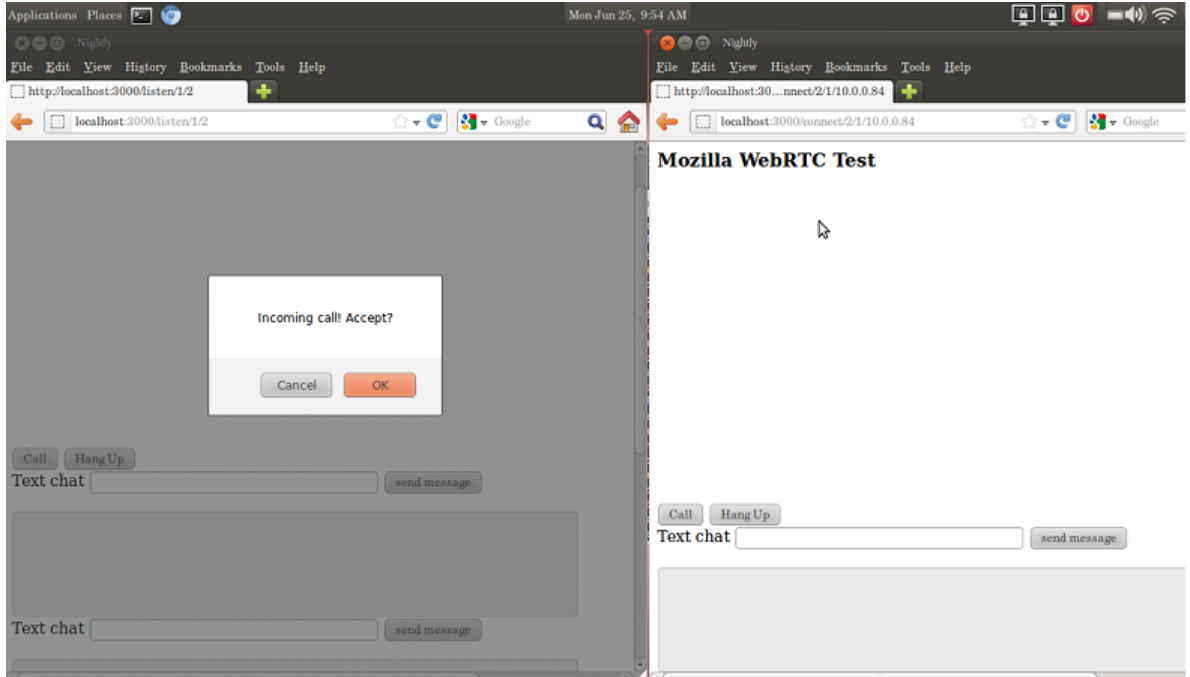 Applications Places Mon Jun 25, 9:54 AM
Nightly
File Edit View History Bookmarks Tools Help
http://localhost:3000/listen/1/2
localhost:3000/listen/1/2 Google
Incoming call! Accept?
Cancel OK
Call Hang Up
Text chat send message
Text chat send message
Nightly
File Edit View History Bookmarks Tools Help
http://localhost:30...nnect/2/1/10.0.0.84
localhost:3000/connect/2/1/10.0.0.84 Google
Mozilla WebRTC Test
Call Hang Up
Text chat send message